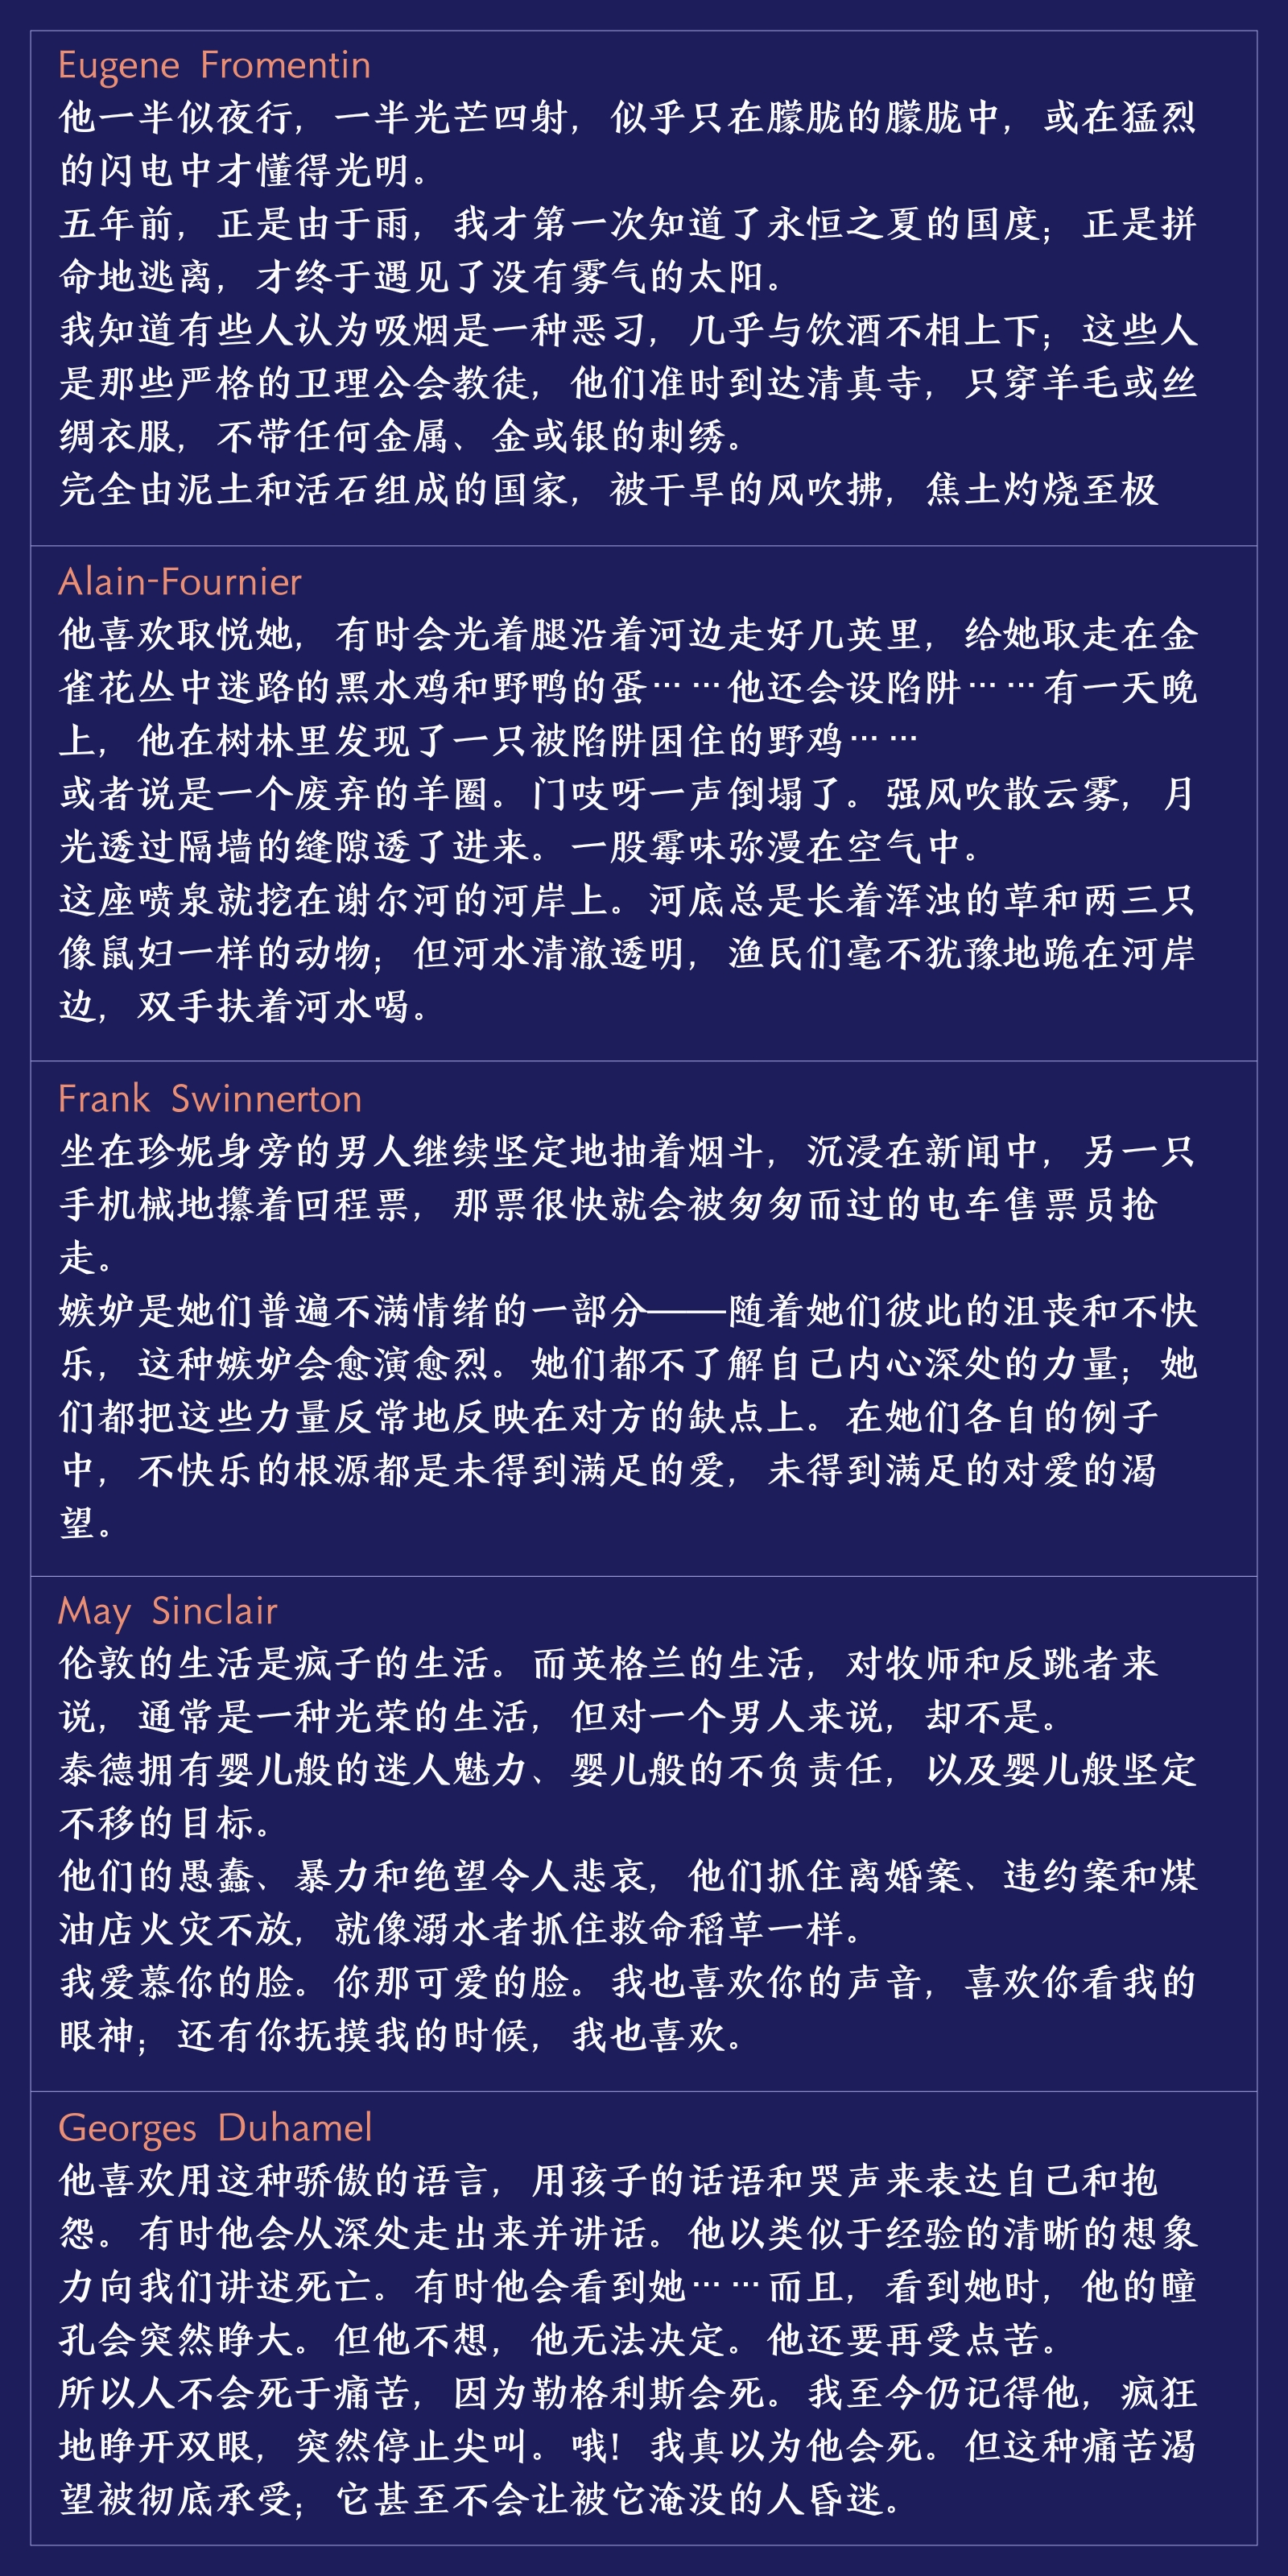 Eugene Fromentin
他一半似夜行，一半光芒四射，似乎只在朦胧的朦胧中，或在猛烈
的闪电中才懂得光明。
五年前，正是由于雨，我才第一次知道了永恒之夏的国度；正是拼
命地逃离，才终于遇见了没有雾气的太阳。
我知道有些人认为吸烟是一种恶习，几乎与饮酒不相上下；这些人
是那些严格的卫理公会教徒，他们准时到达清真寺，只穿羊毛或丝
绸衣服，不带任何金属、金或银的刺绣。
完全由泥土和活石组成的国家，被干旱的风吹拂，焦土灼烧至极
Alain-Fournier
他喜欢取悦她，有时会光着腿沿着河边走好几英里，给她取走在金
雀花丛中迷路的黑水鸡和野鸭的蛋……他还会设陷阱……有一天晚
上，他在树林里发现了一只被陷阱困住的野鸡……
或者说是一个废弃的羊圈。门吱呀一声倒塌了。强风吹散云雾，月
光透过隔墙的缝隙透了进来。一股霉味弥漫在空气中。
这座喷泉就挖在谢尔河的河岸上。河底总是长着浑浊的草和两三只
像鼠妇一样的动物；但河水清澈透明，渔民们毫不犹豫地跪在河岸
边，双手扶着河水喝。
Frank Swinnerton
坐在珍妮身旁的男人继续坚定地抽着烟斗，沉浸在新闻中，另一只
手机械地攥着回程票，那票很快就会被匆匆而过的电车售票员抢
走。
嫉妒是她们普遍不满情绪的一部分——随着她们彼此的沮丧和不快
乐，这种嫉妒会愈演愈烈。她们都不了解自己内心深处的力量；她
们都把这些力量反常地反映在对方的缺点上。在她们各自的例子
中，不快乐的根源都是未得到满足的爱，未得到满足的对爱的渴
望。
May Sinclair
伦敦的生活是疯子的生活。而英格兰的生活，对牧师和反跳者来
说，通常是一种光荣的生活，但对一个男人来说，却不是。
泰德拥有婴儿般的迷人魅力、婴儿般的不负责任，以及婴儿般坚定
不移的目标。
他们的愚蠢、暴力和绝望令人悲哀，他们抓住离婚案、违约案和煤
油店火灾不放，就像溺水者抓住救命稻草一样。
我爱慕你的脸。你那可爱的脸。我也喜欢你的声音，喜欢你看我的
眼神；还有你抚摸我的时候，我也喜欢。
Georges Duhamel
他喜欢用这种骄傲的语言，用孩子的话语和哭声来表达自己和抱
怨。有时他会从深处走出来并讲话。他以类似于经验的清晰的想象
力向我们讲述死亡。有时他会看到她……而且，看到她时，他的瞳
孔会突然睁大。但他不想，他无法决定。他还要再受点苦。
所以人不会死于痛苦，因为勒格利斯会死。我至今仍记得他，疯狂
地睁开双眼，突然停止尖叫。哦！我真以为他会死。但这种痛苦渴
望被彻底承受；它甚至不会让被它淹没的人昏迷。